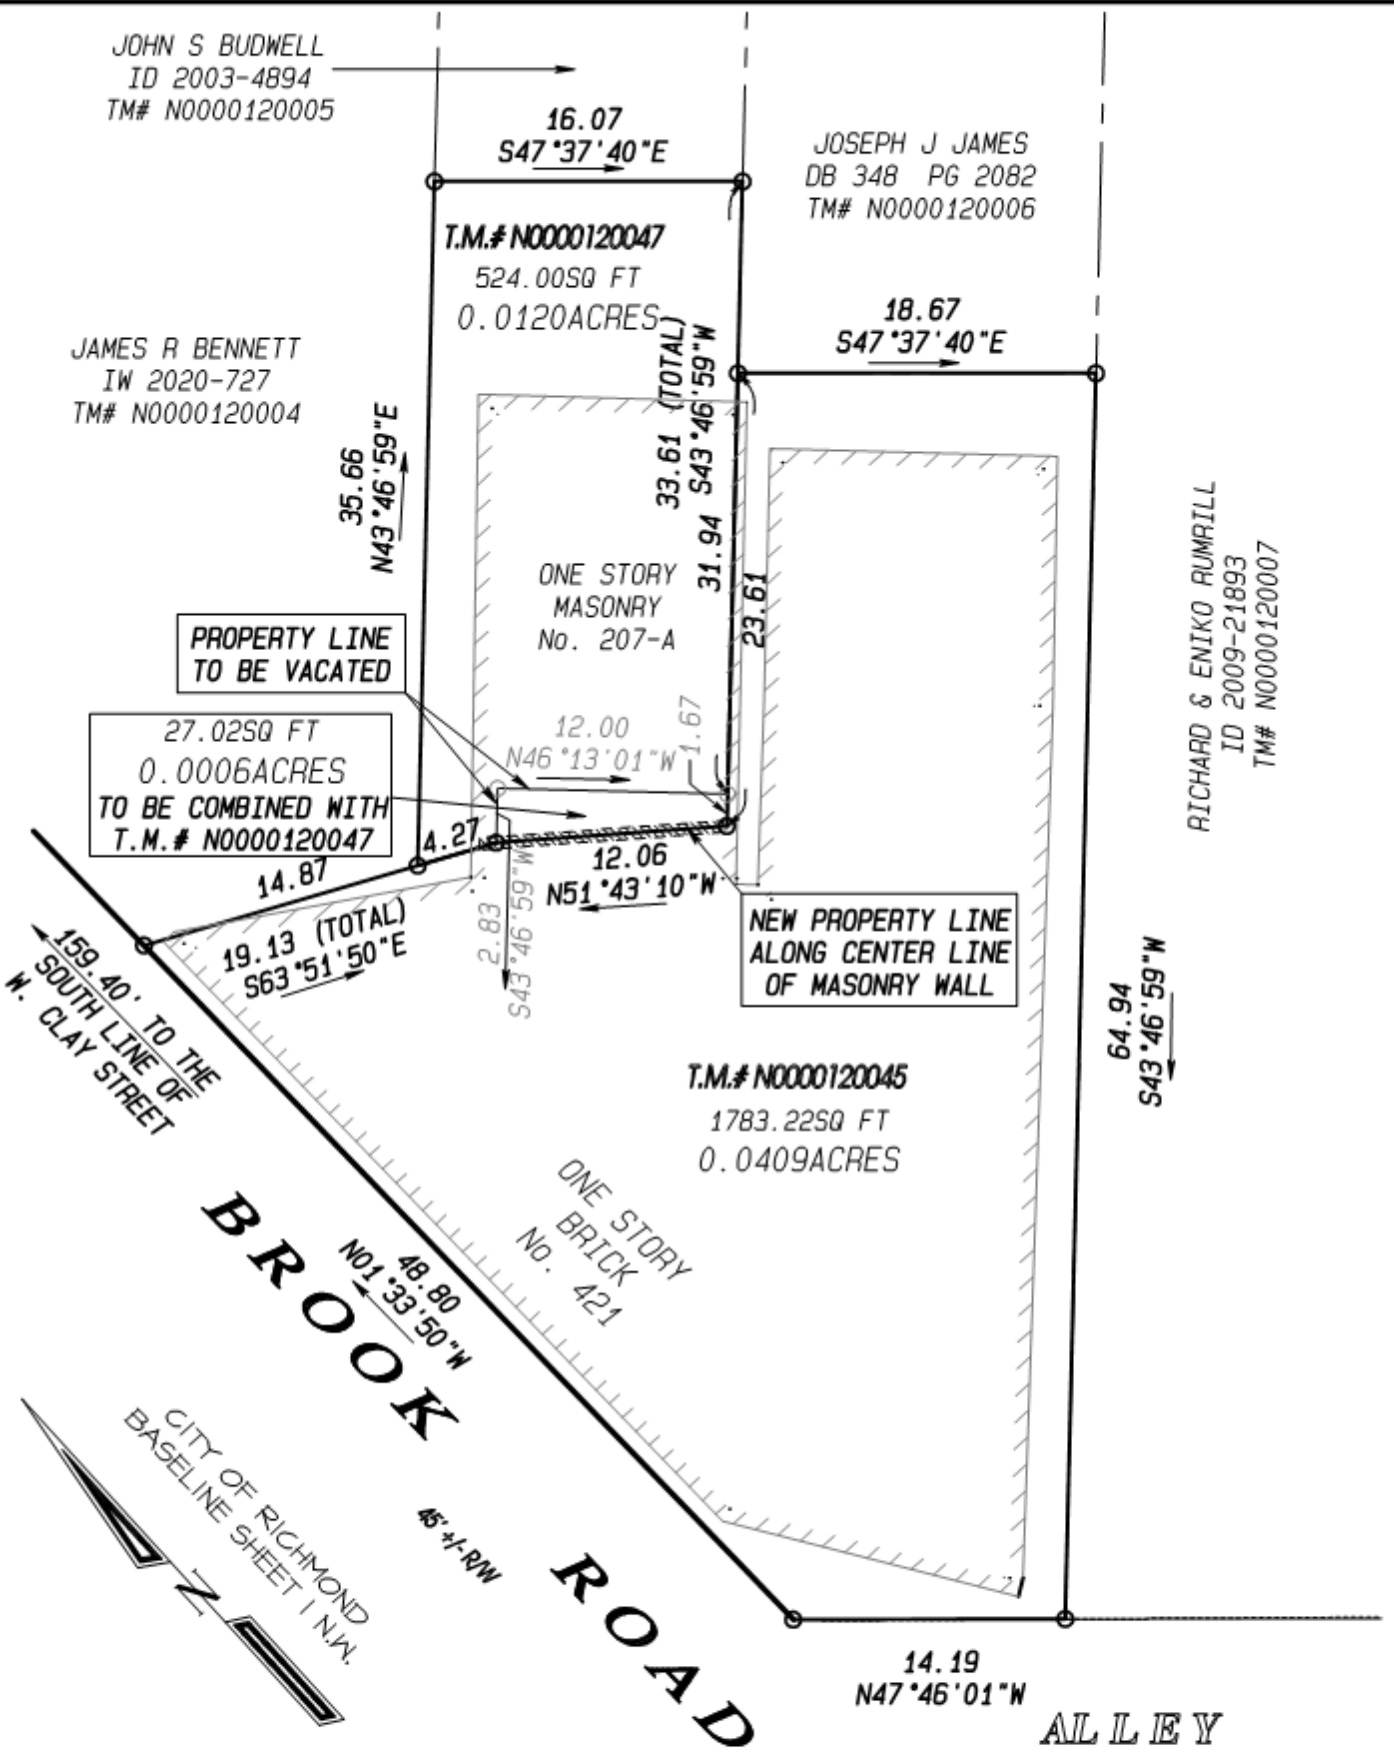 JOHN S BUDWELL
ID 2003-4894
TM# N0000120005
16.07
S47°37'40"E
JOSEPH J JAMES
DB 348 PG 2082
TM# N0000120006
T.M.# N0000120047
524.00SQ FT
0.0120ACRES
18.67
S47°37'40"E
JAMES R BENNETT
IW 2020-727
TM# N0000120004
35.66
N43°46'59"E
33.61 (TOTAL)
S43°46'59"W
31.94
23.61
ONE STORY
MASONRY
No. 207-A
RICHARD & ENIKO RUMRILL
ID 2009-21893
TM# N0000120007
PROPERTY LINE
TO BE VACATED
27.02SQ FT
0.0006ACRES
TO BE COMBINED WITH
T.M.# N0000120047
12.00
N46°13'01"W
1.67
4.27
14.87
19.13 (TOTAL)
S63°51'50"E
2.83
S43°46'59"W
12.06
N51°43'10"W
NEW PROPERTY LINE
ALONG CENTER LINE
OF MASONRY WALL
159.40' TO THE
SOUTH LINE OF
W. CLAY STREET
64.94
S43°46'59"W
T.M.# N0000120045
1783.22SQ FT
0.0409ACRES
ONE STORY
BRICK
No. 421
48.80
N01°33'50"W
BROOK ROAD
45' +/- R/W
CITY OF RICHMOND
BASELINE SHEET 1 N.W.
N
14.19
N47°46'01"W
ALLEY